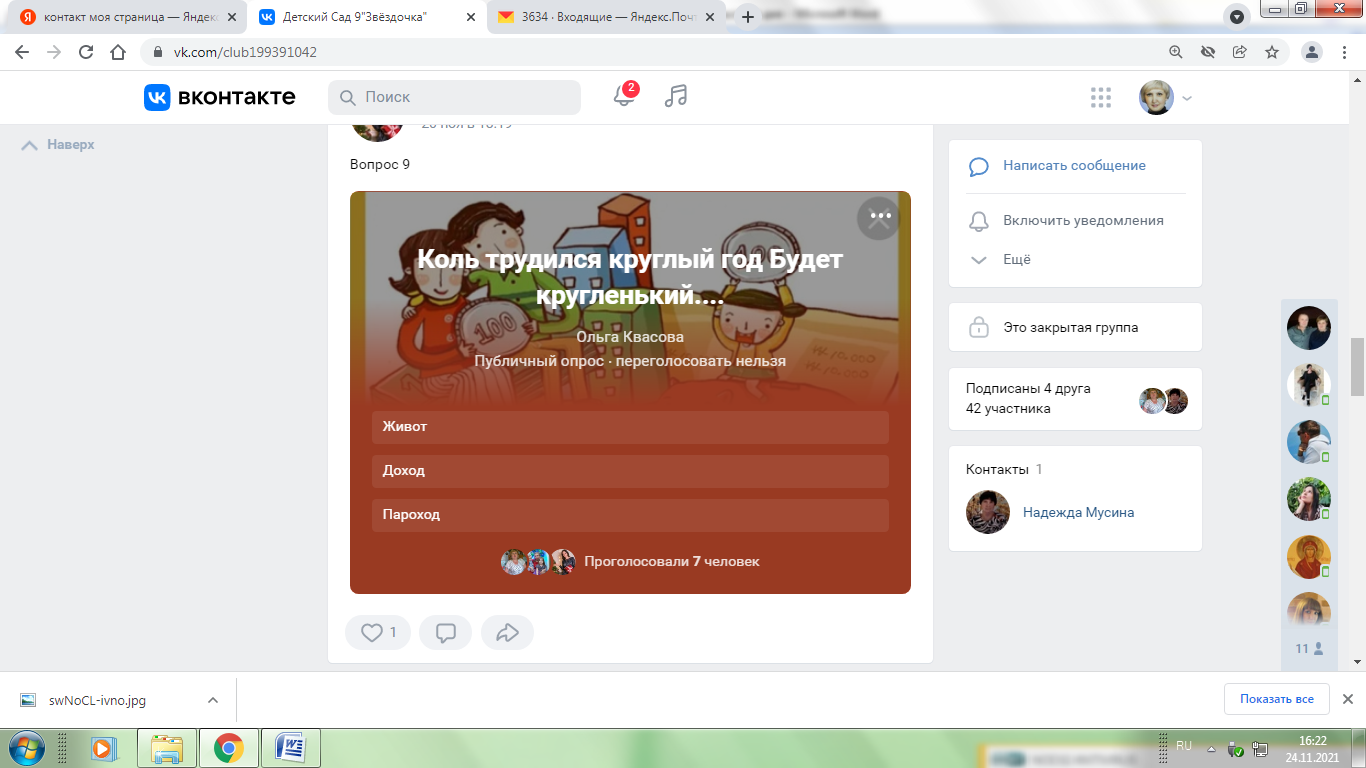 контакт моя страница — Яндекс
Детский Сад 9"Звёздочка"
3634 · Входящие — Яндекс.Почт
vk.com/club199391042
вконтакте
Поиск
2
Наверх
Вопрос 9
100
Коль трудился круглый год Будет
кругленький....
Ольга Квасова
Публичный опрос · переголосовать нельзя
Живот
Доход
Пароход
Проголосовали 7 человек
1
Написать сообщение
Включить уведомления
Ещё
Это закрытая группа
Подписаны 4 друга
42 участника
Контакты 1
Надежда Мусина
11
swNoCL-ivno.jpg
Показать все
RU
16:22
24.11.2021